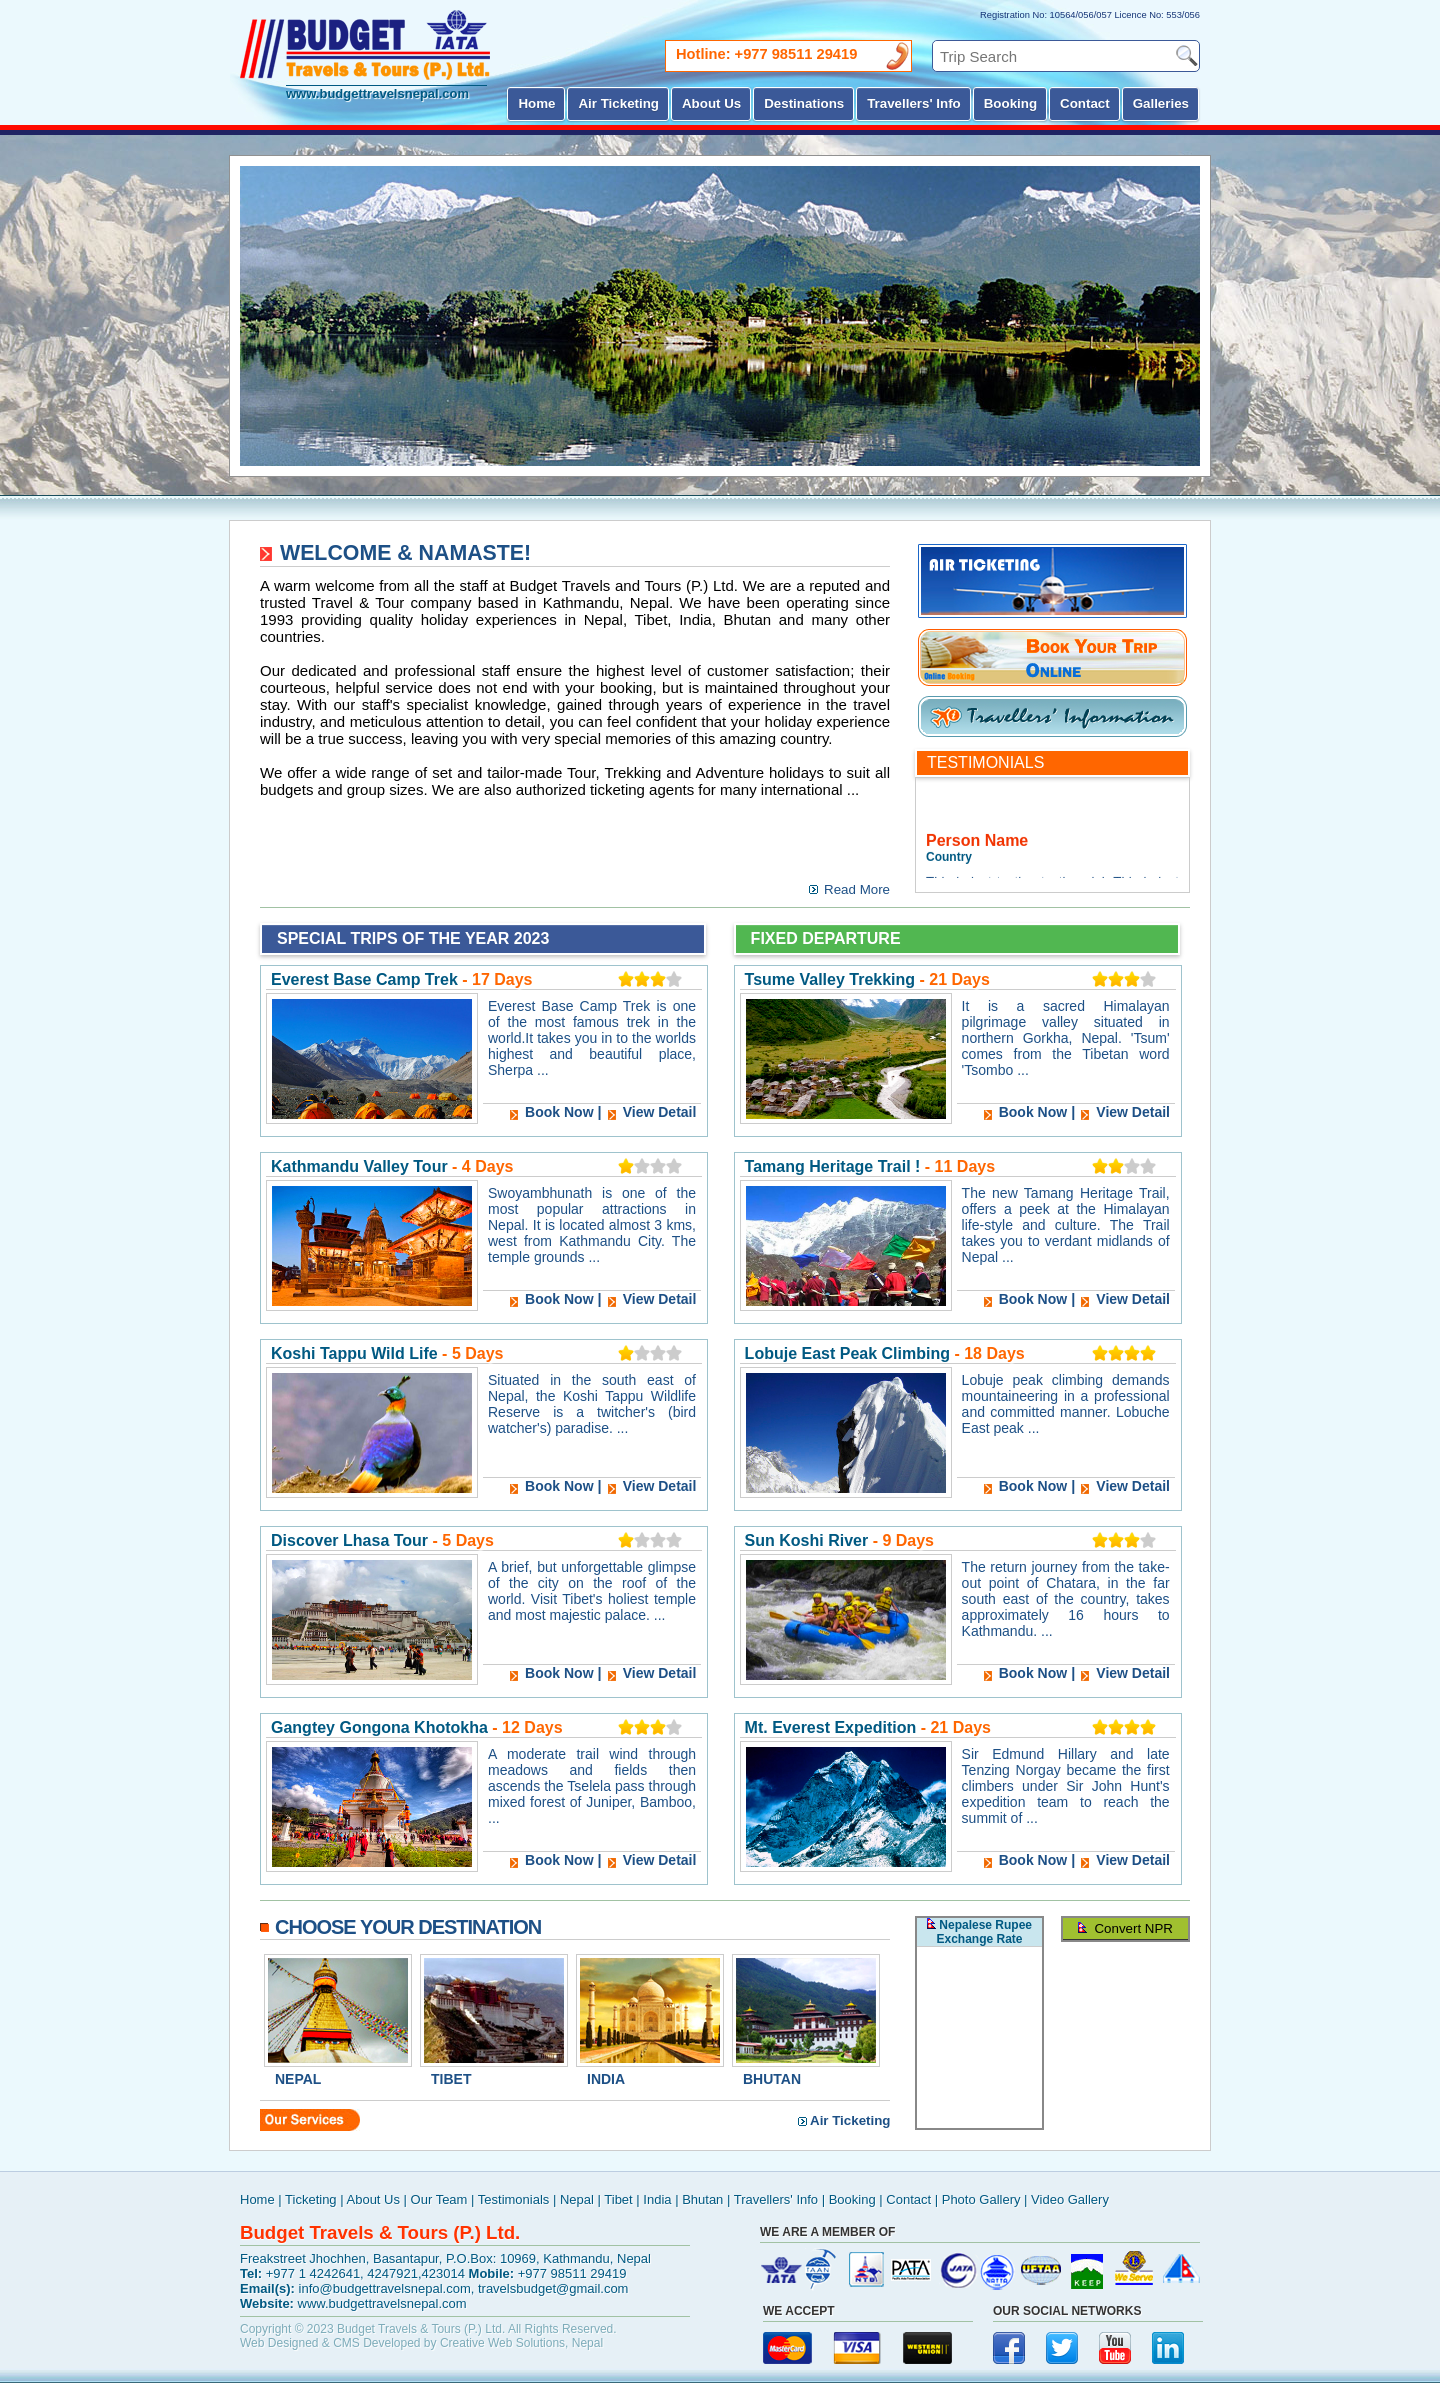 Registration No: 10564/056/057 Licence No: 553/056
BUDGET
IATA
Travels & Tours (P.) Ltd.
www.budgettravelsnepal.com
Hotline: +977 98511 29419
Trip Search
Home
Air Ticketing
About Us
Destinations
Travellers' Info
Booking
Contact
Galleries
WELCOME & NAMASTE!
A warm welcome from all the staff at Budget Travels and Tours (P.) Ltd. We are a reputed and
trusted Travel & Tour company based in Kathmandu, Nepal. We have been operating since
1993 providing quality holiday experiences in Nepal, Tibet, India, Bhutan and many other
countries.
Our dedicated and professional staff ensure the highest level of customer satisfaction; their
courteous, helpful service does not end with your booking, but is maintained throughout your
stay. With our staff's specialist knowledge, gained through years of experience in the travel
industry, and meticulous attention to detail, you can feel confident that your holiday experience
will be a true success, leaving you with very special memories of this amazing country.
We offer a wide range of set and tailor-made Tour, Trekking and Adventure holidays to suit all
budgets and group sizes. We are also authorized ticketing agents for many international ...
Read More
AIR TICKETING
Book Your Trip
Online
Online Booking
Travellers' Information
TESTIMONIALS
Person Name
Country
SPECIAL TRIPS OF THE YEAR 2023
Everest Base Camp Trek - 17 Days
Everest Base Camp Trek is one
of the most famous trek in the
world.It takes you in to the worlds
highest and beautiful place,
Sherpa ...
Book Now | View Detail
Kathmandu Valley Tour - 4 Days
Swoyambhunath is one of the
most popular attractions in
Nepal. It is located almost 3 kms,
west from Kathmandu City. The
temple grounds ...
Book Now | View Detail
Koshi Tappu Wild Life - 5 Days
Situated in the south east of
Nepal, the Koshi Tappu Wildlife
Reserve is a twitcher's (bird
watcher's) paradise. ...
Book Now | View Detail
Discover Lhasa Tour - 5 Days
A brief, but unforgettable glimpse
of the city on the roof of the
world. Visit Tibet's holiest temple
and most majestic palace. ...
Book Now | View Detail
Gangtey Gongona Khotokha - 12 Days
A moderate trail wind through
meadows and fields then
ascends the Tselela pass through
mixed forest of Juniper, Bamboo,
...
Book Now | View Detail
FIXED DEPARTURE
Tsume Valley Trekking - 21 Days
It is a sacred Himalayan
pilgrimage valley situated in
northern Gorkha, Nepal. 'Tsum'
comes from the Tibetan word
'Tsombo ...
Book Now | View Detail
Tamang Heritage Trail ! - 11 Days
The new Tamang Heritage Trail,
offers a peek at the Himalayan
life-style and culture. The Trail
takes you to verdant midlands of
Nepal ...
Book Now | View Detail
Lobuje East Peak Climbing - 18 Days
Lobuje peak climbing demands
mountaineering in a professional
and committed manner. Lobuche
East peak ...
Book Now | View Detail
Sun Koshi River - 9 Days
The return journey from the take-
out point of Chatara, in the far
south east of the country, takes
approximately 16 hours to
Kathmandu. ...
Book Now | View Detail
Mt. Everest Expedition - 21 Days
Sir Edmund Hillary and late
Tenzing Norgay became the first
climbers under Sir John Hunt's
expedition team to reach the
summit of ...
Book Now | View Detail
CHOOSE YOUR DESTINATION
NEPAL
TIBET
INDIA
BHUTAN
Our Services
Air Ticketing
Nepalese Rupee
Exchange Rate
Convert NPR
Home | Ticketing | About Us | Our Team | Testimonials | Nepal | Tibet | India | Bhutan | Travellers' Info | Booking | Contact | Photo Gallery | Video Gallery
Budget Travels & Tours (P.) Ltd.
Freakstreet Jhochhen, Basantapur, P.O.Box: 10969, Kathmandu, Nepal
Tel: +977 1 4242641, 4247921,423014 Mobile: +977 98511 29419
Email(s): info@budgettravelsnepal.com, travelsbudget@gmail.com
Website: www.budgettravelsnepal.com
Copyright © 2023 Budget Travels & Tours (P.) Ltd. All Rights Reserved.
Web Designed & CMS Developed by Creative Web Solutions, Nepal
WE ARE A MEMBER OF
IATA
TAAN
NTB
PATA
JATA
NATTA
UFTAA
KEEP
We Serve
WE ACCEPT
MasterCard
VISA
WESTERN UNION
OUR SOCIAL NETWORKS
You Tube
in